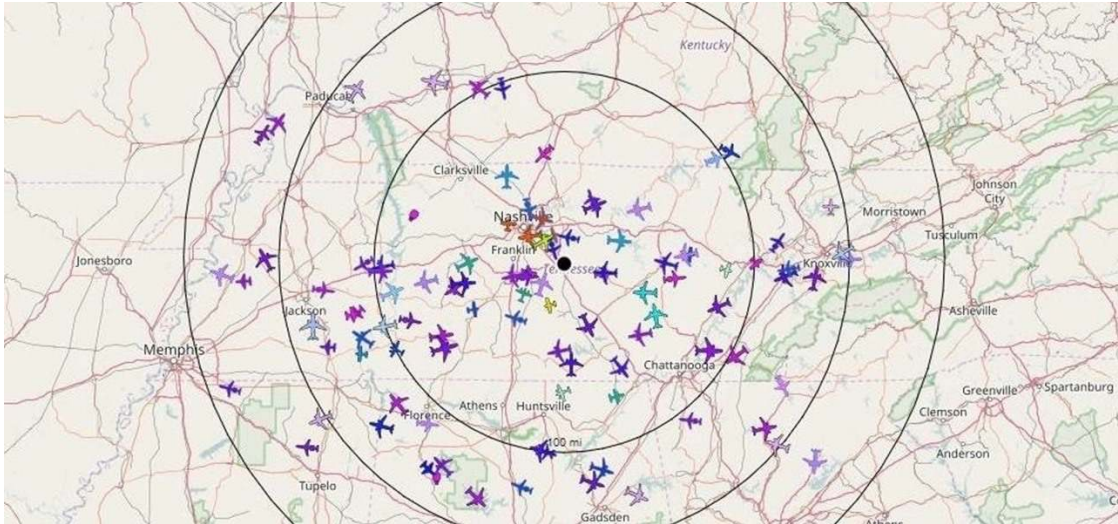 Kentucky
Paducah
Clarksville
Johnson
City
Morristown
Nashville
Tusculum
Franklin
Tennessee
Knoxville
Jonesboro
Jackson
Asheville
Memphis
Chattanooga
Greenville
Spartanburg
Florence
Athens
Huntsville
Clemson
100 mi
Anderson
Tupelo
Gadsden
Athens